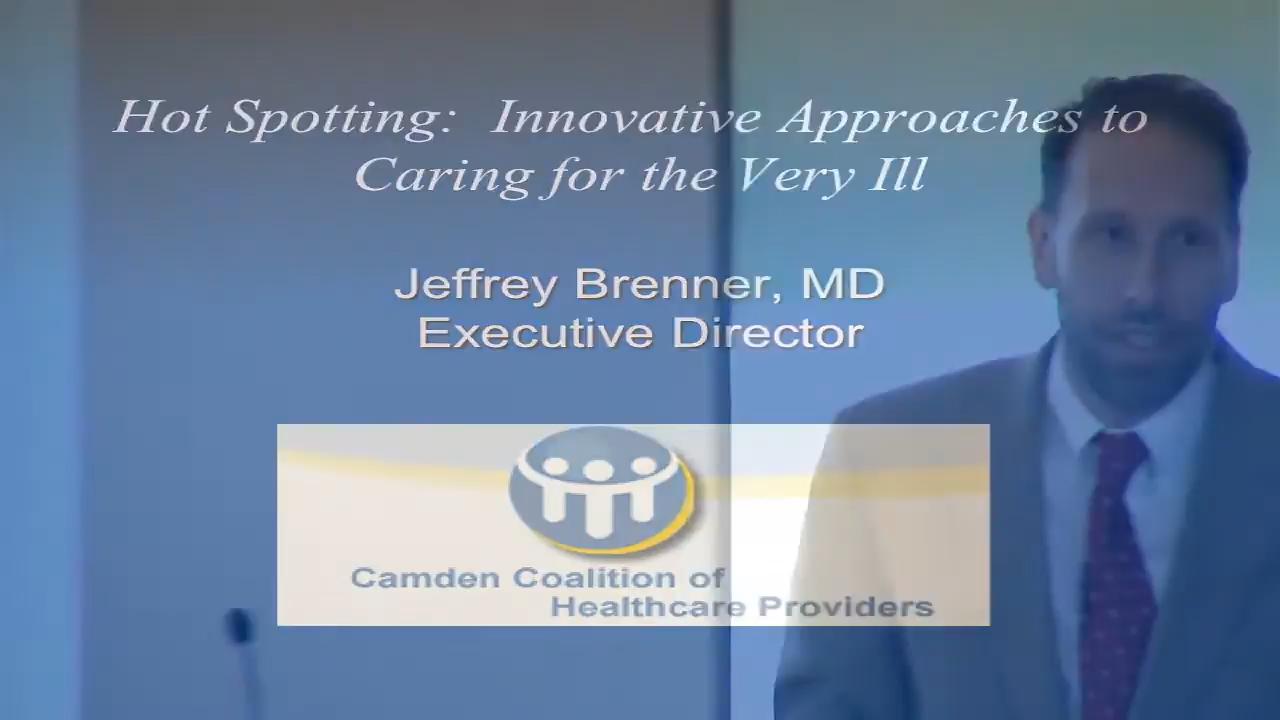 Hot Spotting: Innovative Approaches to
Caring for the Very Ill
Jeffrey Brenner, MD
Executive Director
Camden Coalition of
Healthcare Providers